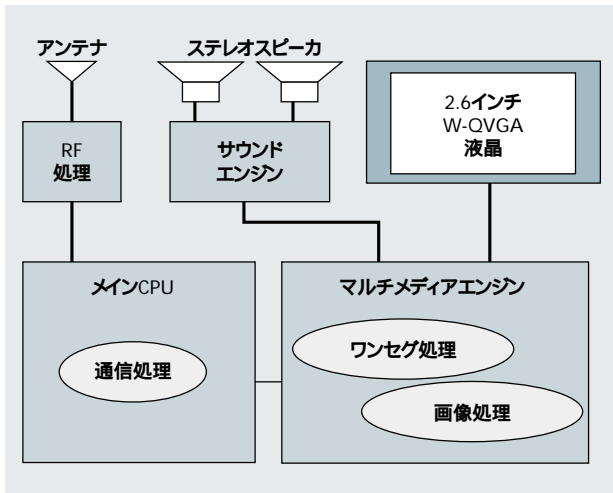 アンテナ
ステレオスピーカ
RF
処理
サウンド
エンジン
2.6インチ
W-QVGA
液晶
メインCPU
通信処理
マルチメディアエンジン
ワンセグ処理
画像処理